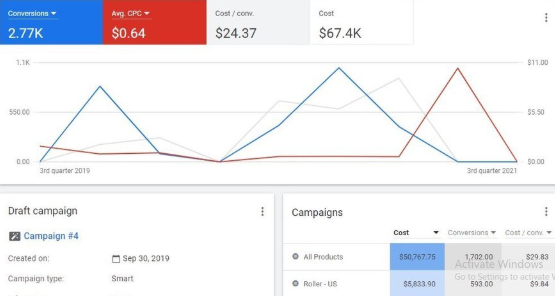 Conversions Avg. CPC Cost / conv. Cost
2.77K $0.64 $24.37 $67.4K
1.1K $11.00
550.00 $5.50
0.00 $0.00
3rd quarter 2019 3rd quarter 2021
Draft campaign
Campaign #4
Created on: Sep 30, 2019
Campaign type: Smart
Campaigns
Cost Conversions Cost / conv.
All Products $50,767.75 1,702.00 $29.83
Roller - US $5,833.90 593.00 $9.84
Activate Windows
Go to Settings to activate W